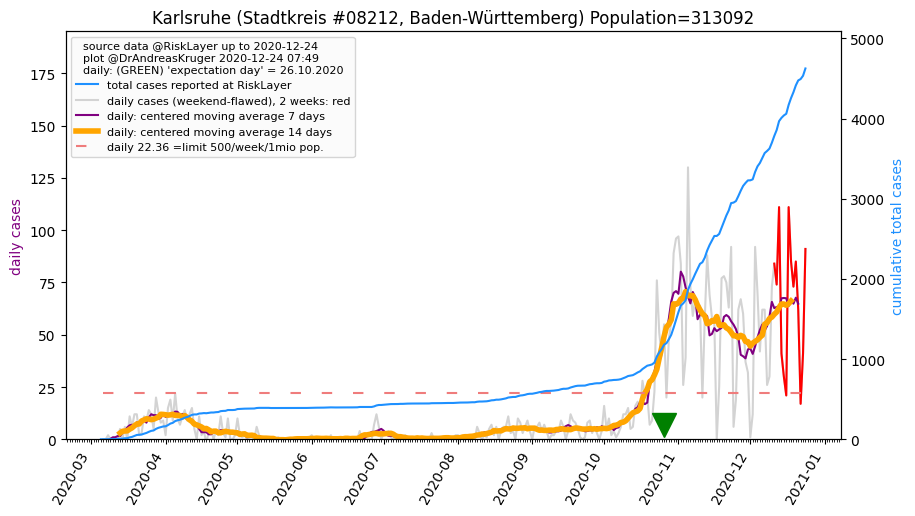 Karlsruhe (Stadtkreis #08212, Baden-Württemberg) Population=313092
source data @RiskLayer up to 2020-12-24
plot @DrAndreasKruger 2020-12-24 07:49
daily: (GREEN) 'expectation day' = 26.10.2020
total cases reported at RiskLayer
daily cases (weekend-flawed), 2 weeks: red
daily: centered moving average 7 days
daily: centered moving average 14 days
daily 22.36 =limit 500/week/1mio pop.
daily cases
175
150
125
100
75
50
25
0
cumulative total cases
5000
4000
3000
2000
1000
0
2020-03
2020-04
2020-05
2020-06
2020-07
2020-08
2020-09
2020-10
2020-11
2020-12
2021-01